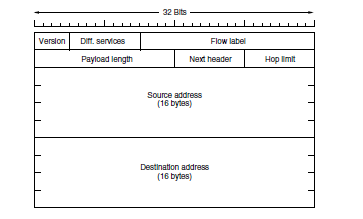 32 Bits
Version Diff. services Flow label
Payload length Next header Hop limit
Source address
(16 bytes)
Destination address
(16 bytes)